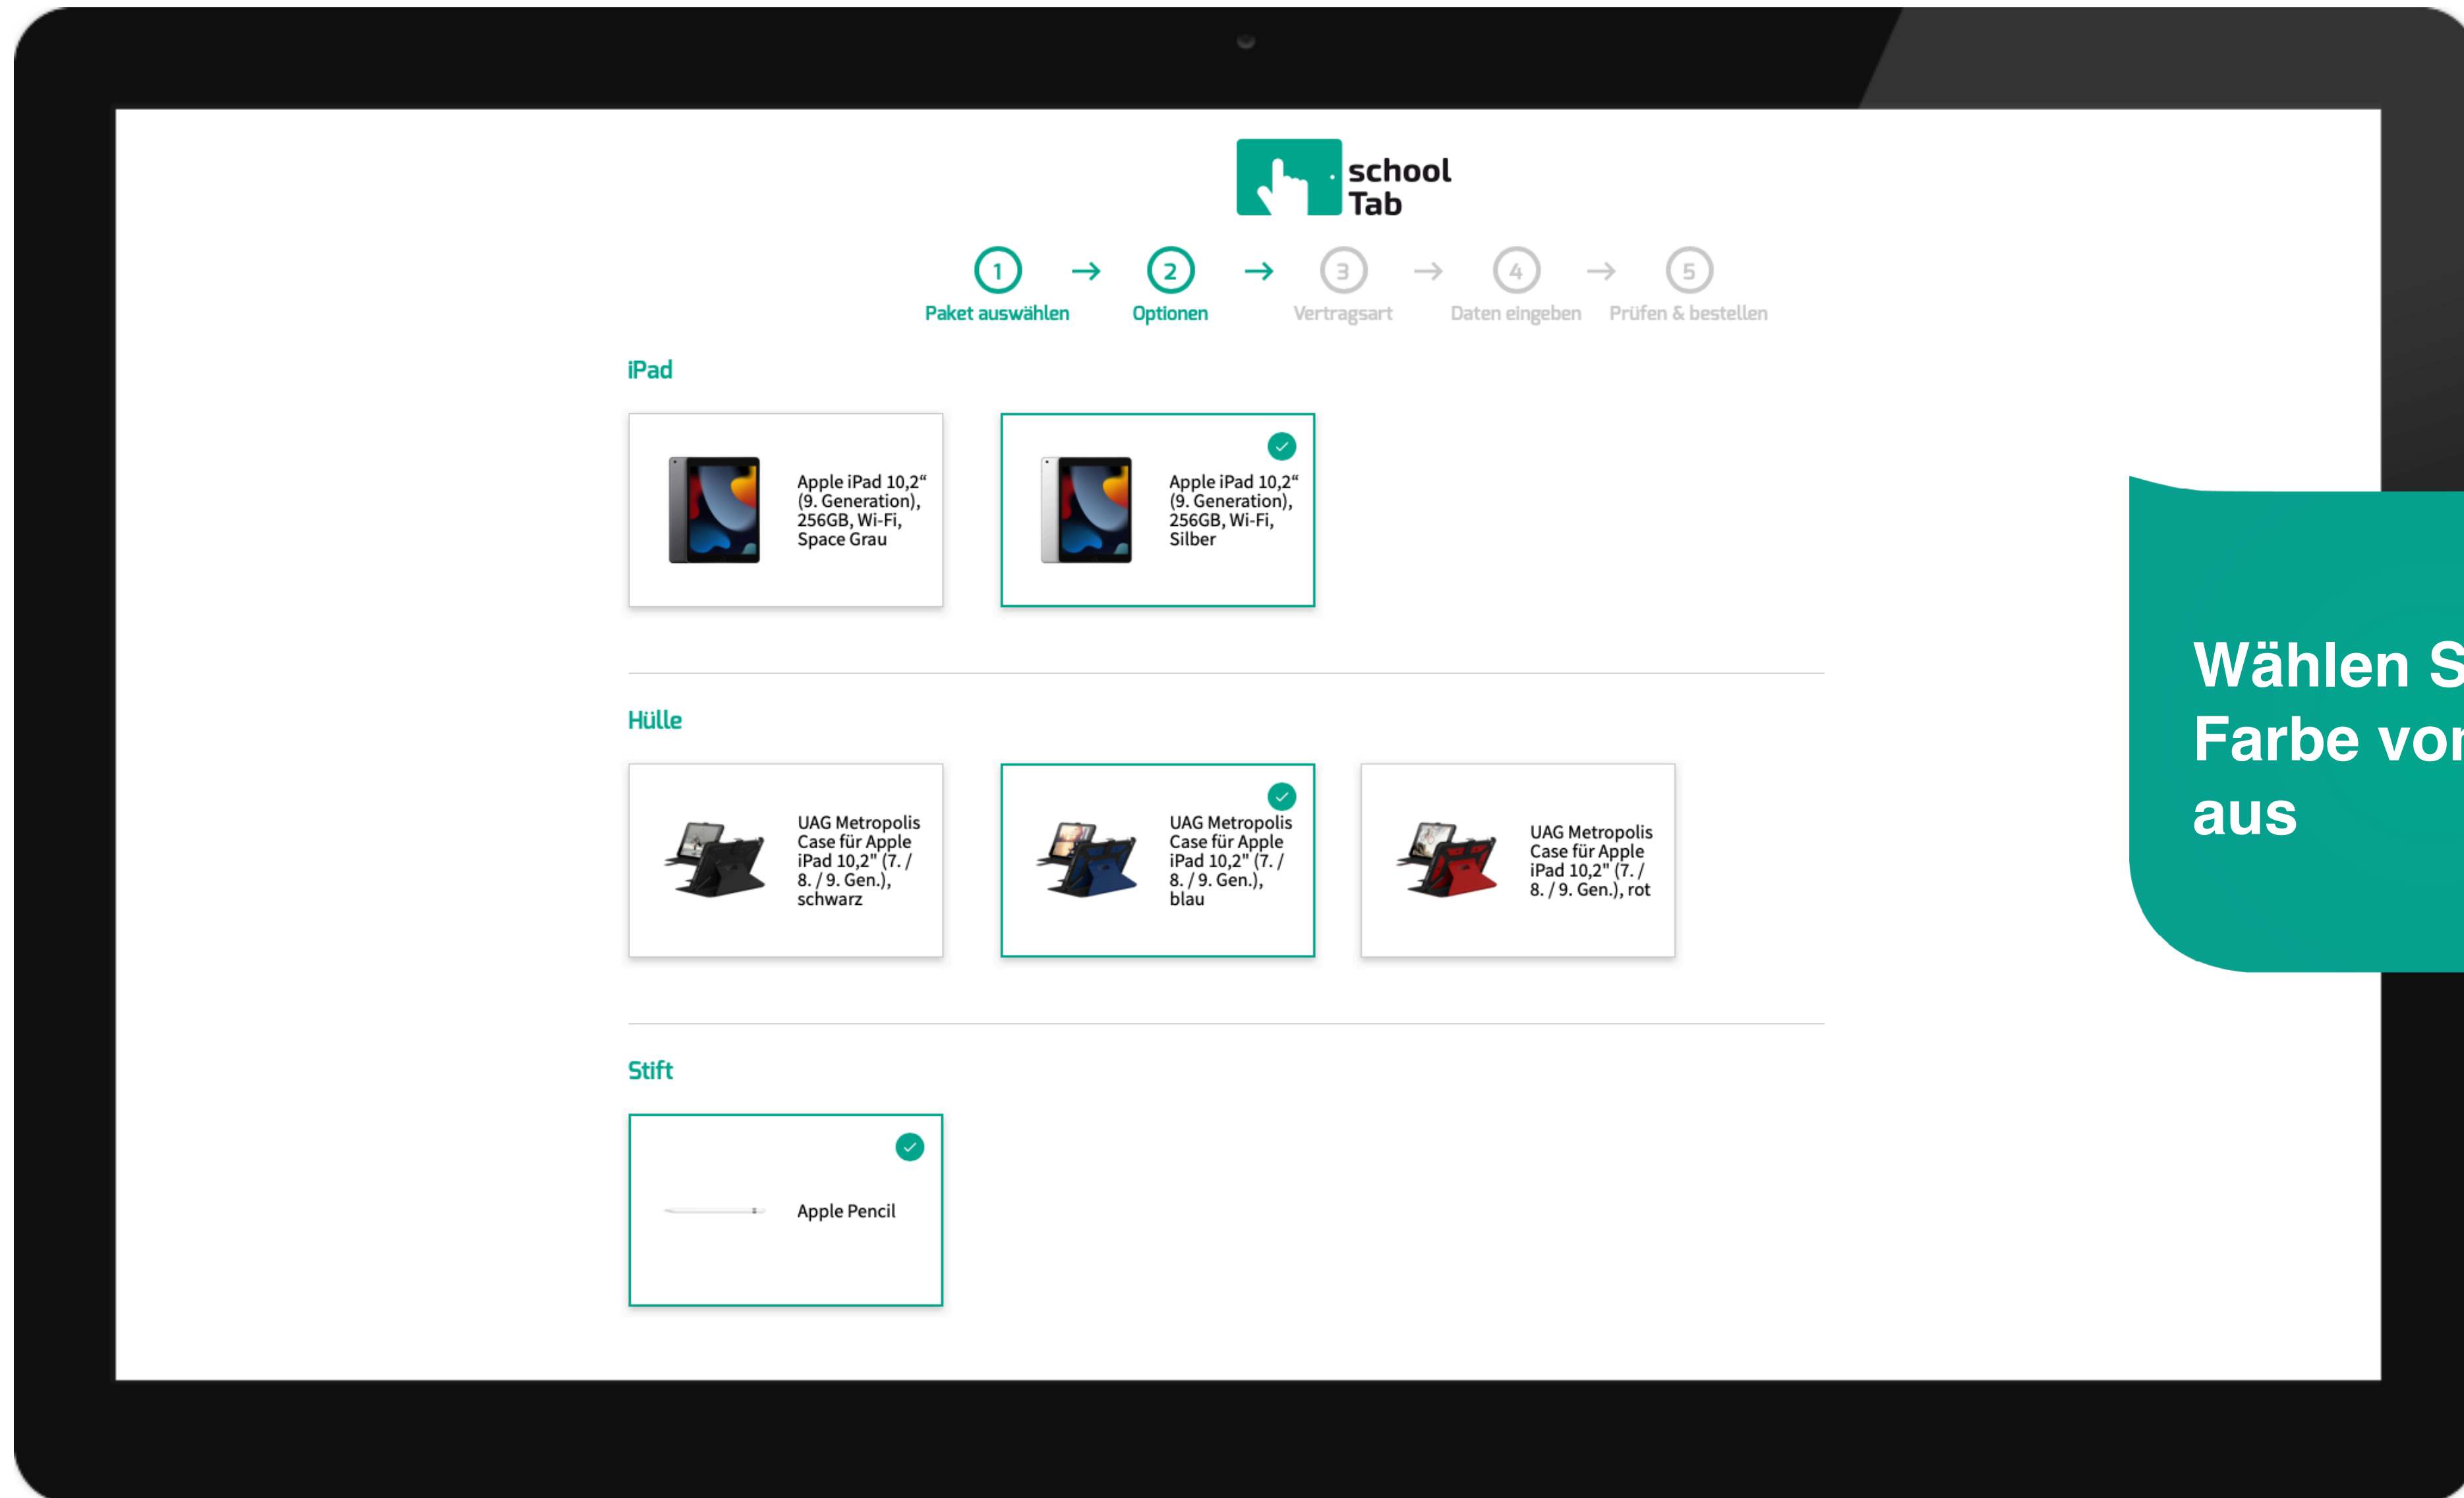 school
Tab
1
2
3
4
5
Paket auswählen
Optionen
Vertragsart
Daten eingeben
Prüfen & bestellen
iPad
Apple iPad 10,2“
(9. Generation),
256GB, Wi-Fi,
Space Grau
Apple iPad 10,2“
(9. Generation),
256GB, Wi-Fi,
Silber
Hülle
UAG Metropolis
Case für Apple
iPad 10,2" (7. /
8. / 9. Gen.),
schwarz
UAG Metropolis
Case für Apple
iPad 10,2" (7. /
8. / 9. Gen.),
blau
UAG Metropolis
Case für Apple
iPad 10,2" (7. /
8. / 9. Gen.), rot
Stift
Apple Pencil
Wählen
Farbe
aus